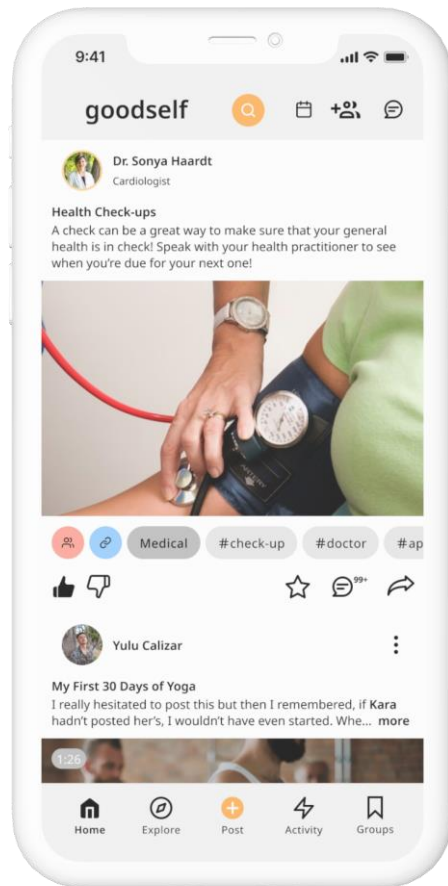 9:41
goodself
Dr. Sonya Haardt
Cardiologist
Health Check-ups
A check can be a great way to make sure that your general
health is in check! Speak with your health practitioner to see
when you're due for your next one!
ARTERY
Medical #check-up #doctor #ap
99+
Yulu Calizar
My First 30 Days of Yoga
I really hesitated to post this but then I remembered, if Kara
hadn't posted her's, I wouldn't have even started. Whe... more
1:26
Home Explore Post Activity Groups